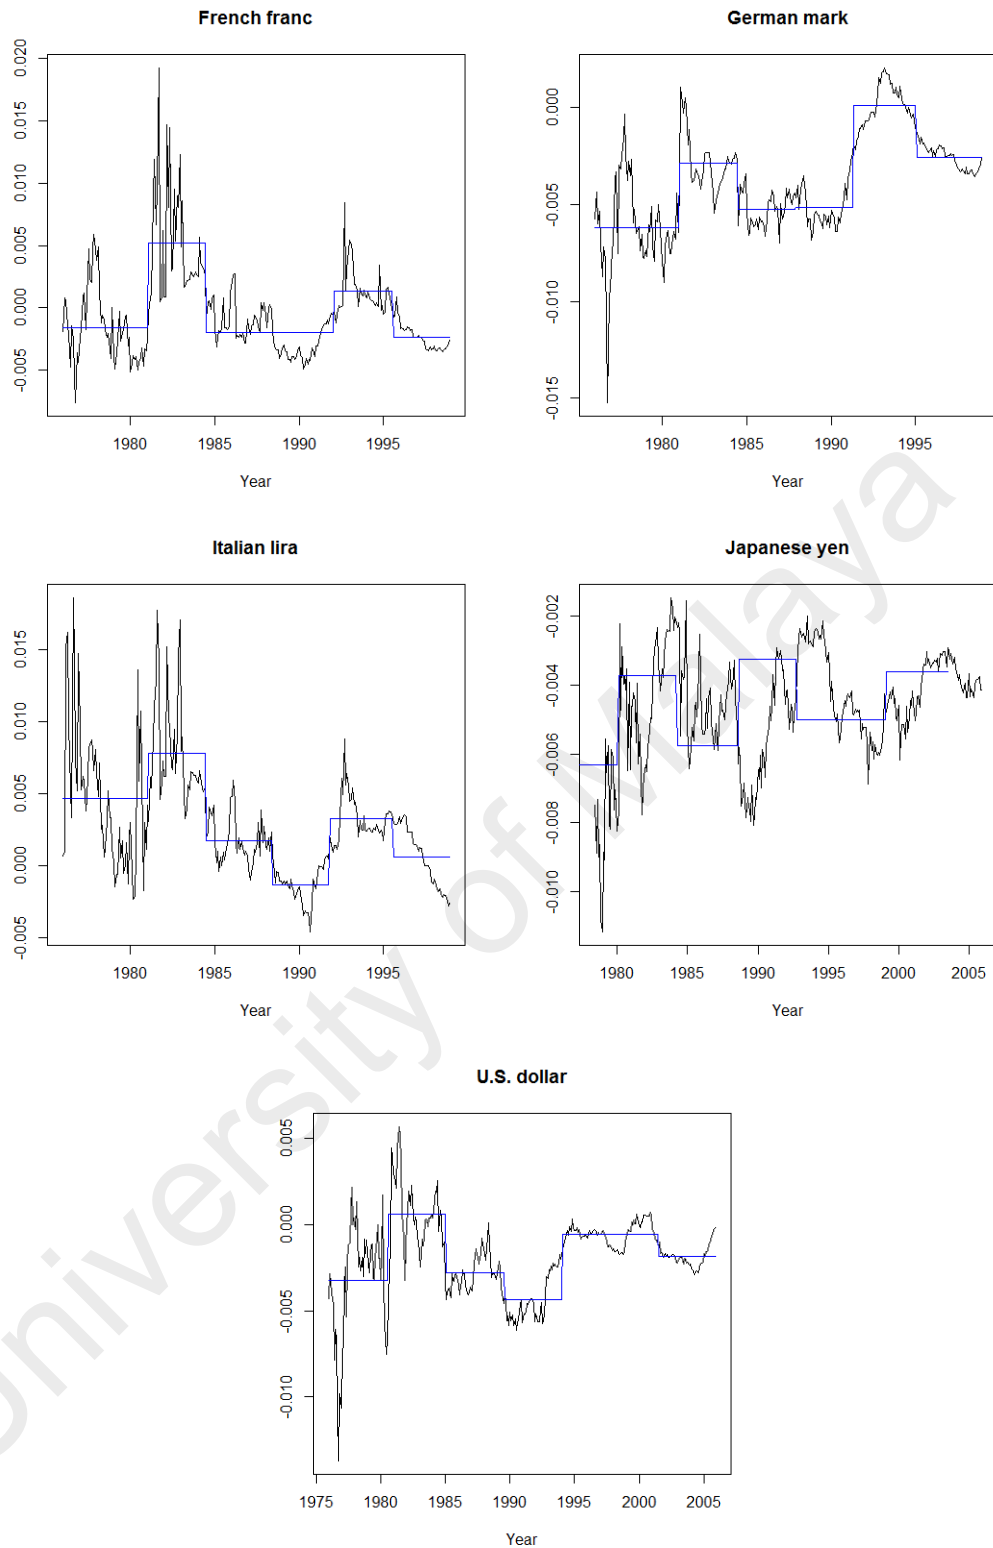 French franc
0.020
0.015
0.010
0.005
0.000
-0.005
1980 1985 1990 1995
Year
German mark
0.000
-0.005
-0.010
-0.015
1980 1985 1990 1995
Year
Italian lira
0.015
0.010
0.005
0.000
-0.005
1980 1985 1990 1995
Year
Japanese yen
-0.002
-0.004
-0.006
-0.008
-0.010
1980 1985 1990 1995 2000 2005
Year
U.S. dollar
0.005
0.000
-0.005
-0.010
1975 1980 1985 1990 1995 2000 2005
Year
University of Malaya